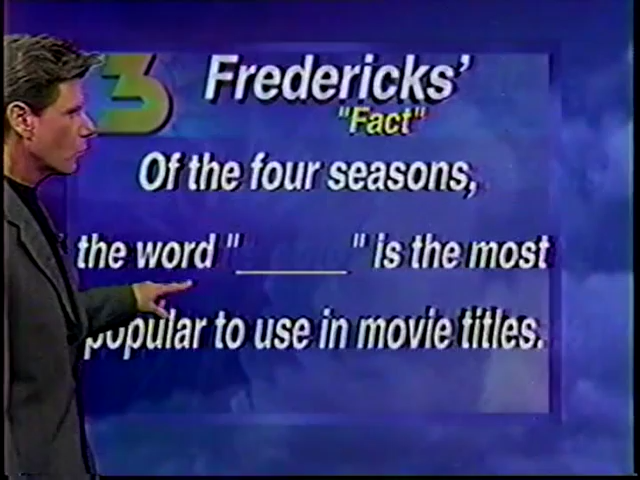 3
Fredericks'
"Fact"
Of the four seasons,
the word "______" is the most
popular to use in movie titles.